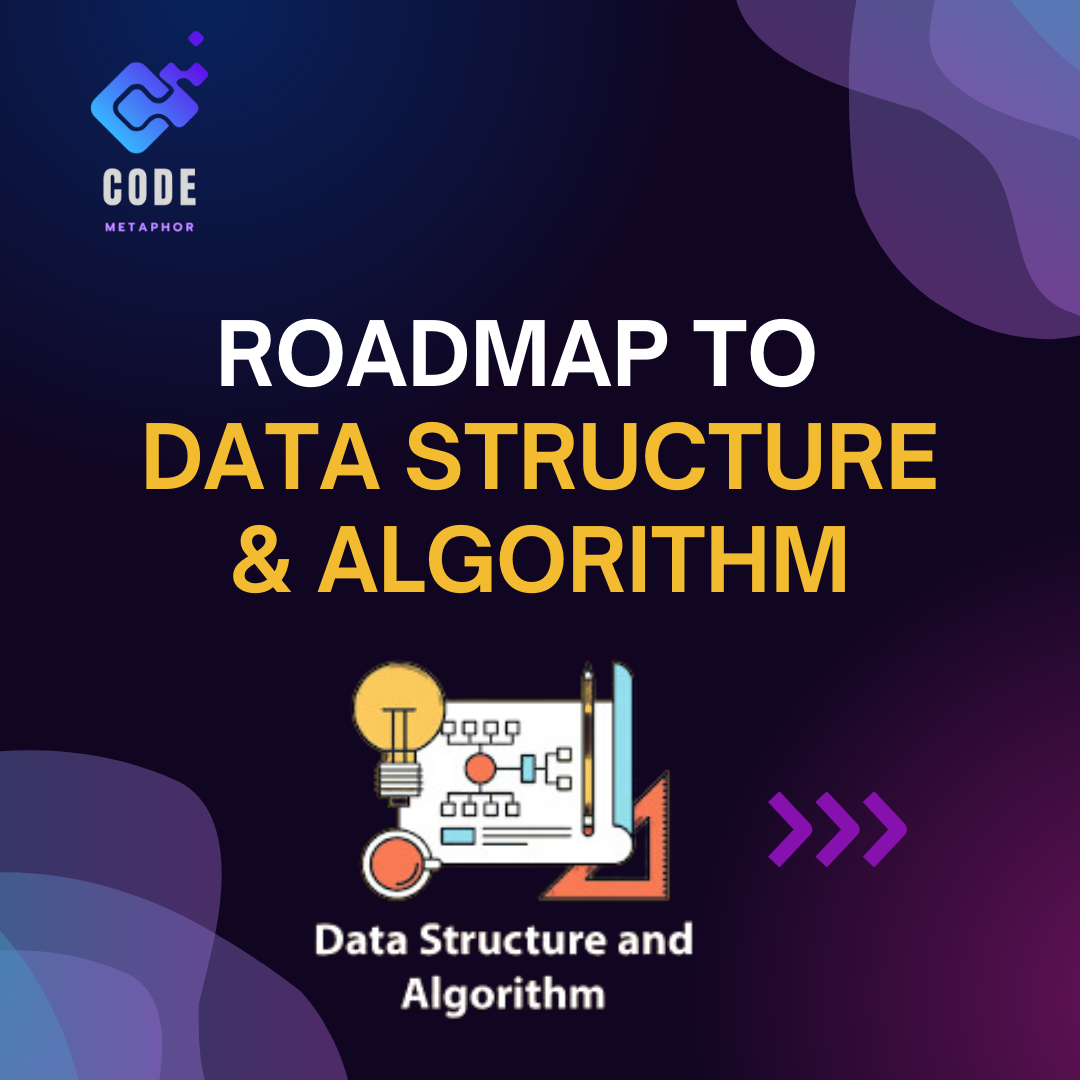 CODE
METAPHOR
ROADMAP TO
DATA STRUCTURE
& ALGORITHM
Data Structure and
Algorithm